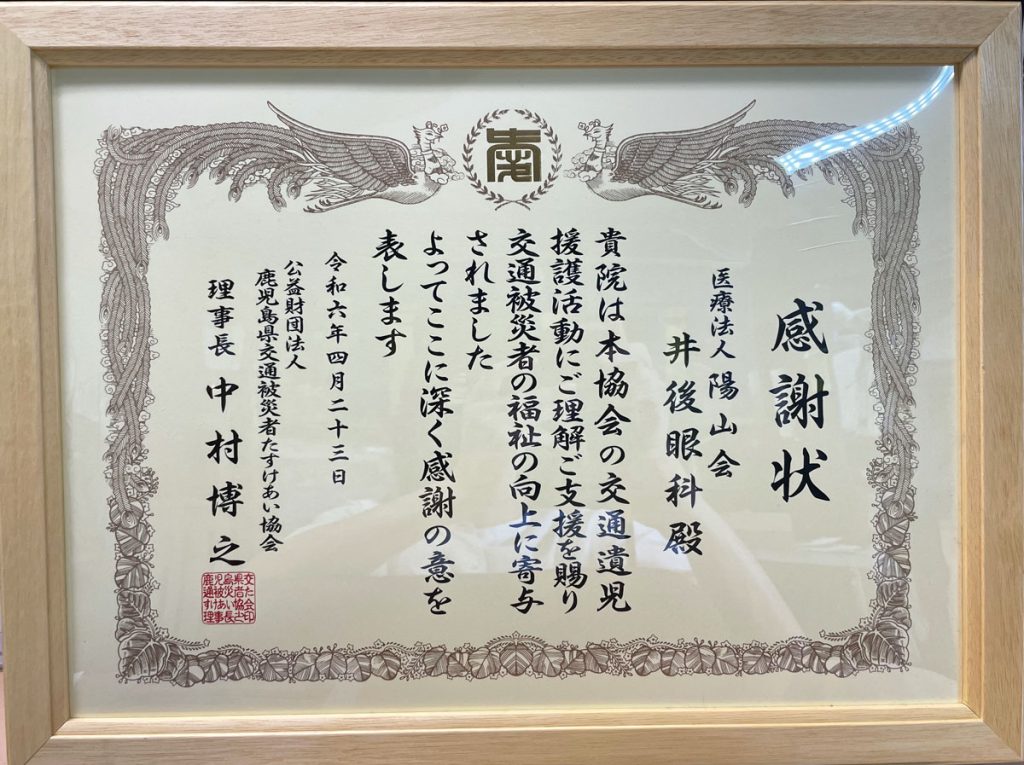 壽
感謝状
医療法人陽山会
井後眼科殿
貴院は本協会の交通遺児
援護活動にご理解ご支援を賜り
交通被災者の福祉の向上に寄与
されました
よってここに深く感謝の意を
表します
令和六年四月二十三日
公益財団法人
鹿児島県交通被災者たすけあい協会
理事長 中村博之